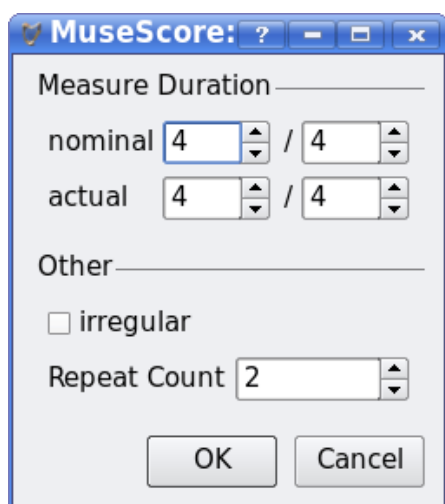 MuseScore: ?
Measure Duration
nominal 4 / 4
actual 4 / 4
Other
irregular
Repeat Count 2
OK Cancel